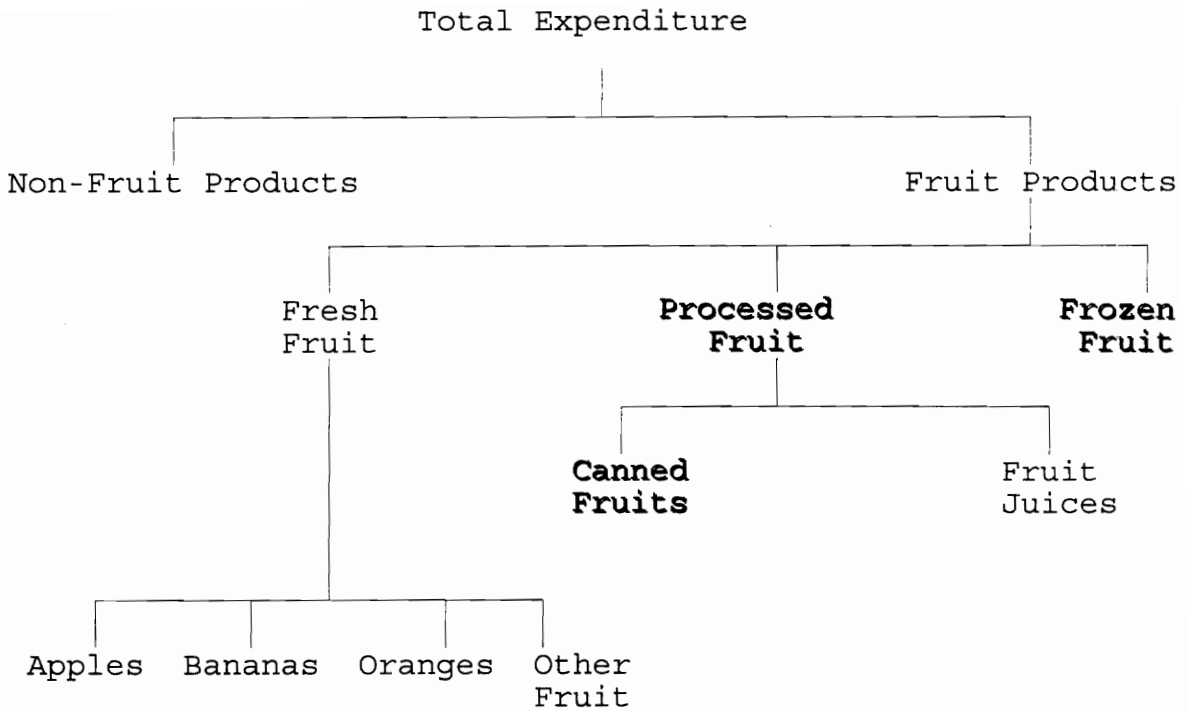 Total Expenditure
Non-Fruit Products
Fruit Products
Fresh
Fruit
Processed
Fruit
Frozen
Fruit
Canned
Fruits
Fruit
Juices
Apples
Bananas
Oranges
Other
Fruit